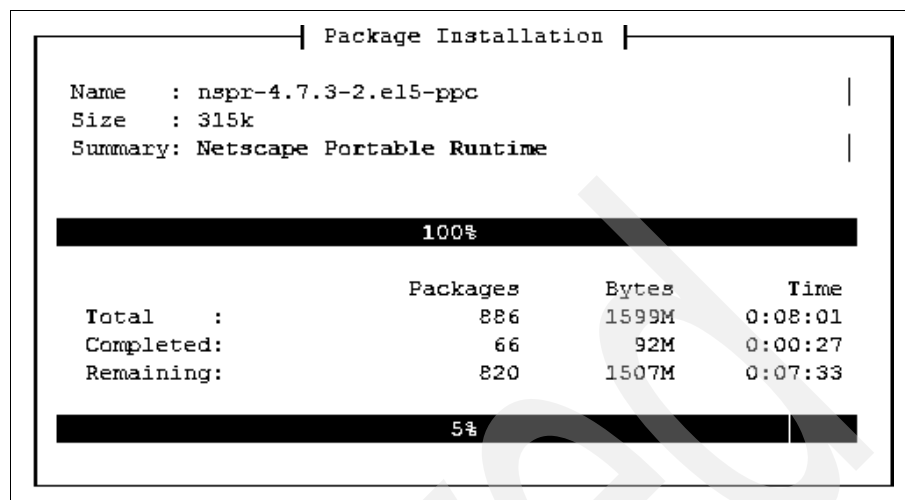 Package Installation
Name : nspr-4.7.3-2.el5-ppc
Size : 315k
Summary: Netscape Portable Runtime
100%
Packages Bytes Time
Total : 886 1599M 0:08:01
Completed: 66 92M 0:00:27
Remaining: 820 1507M 0:07:33
5%